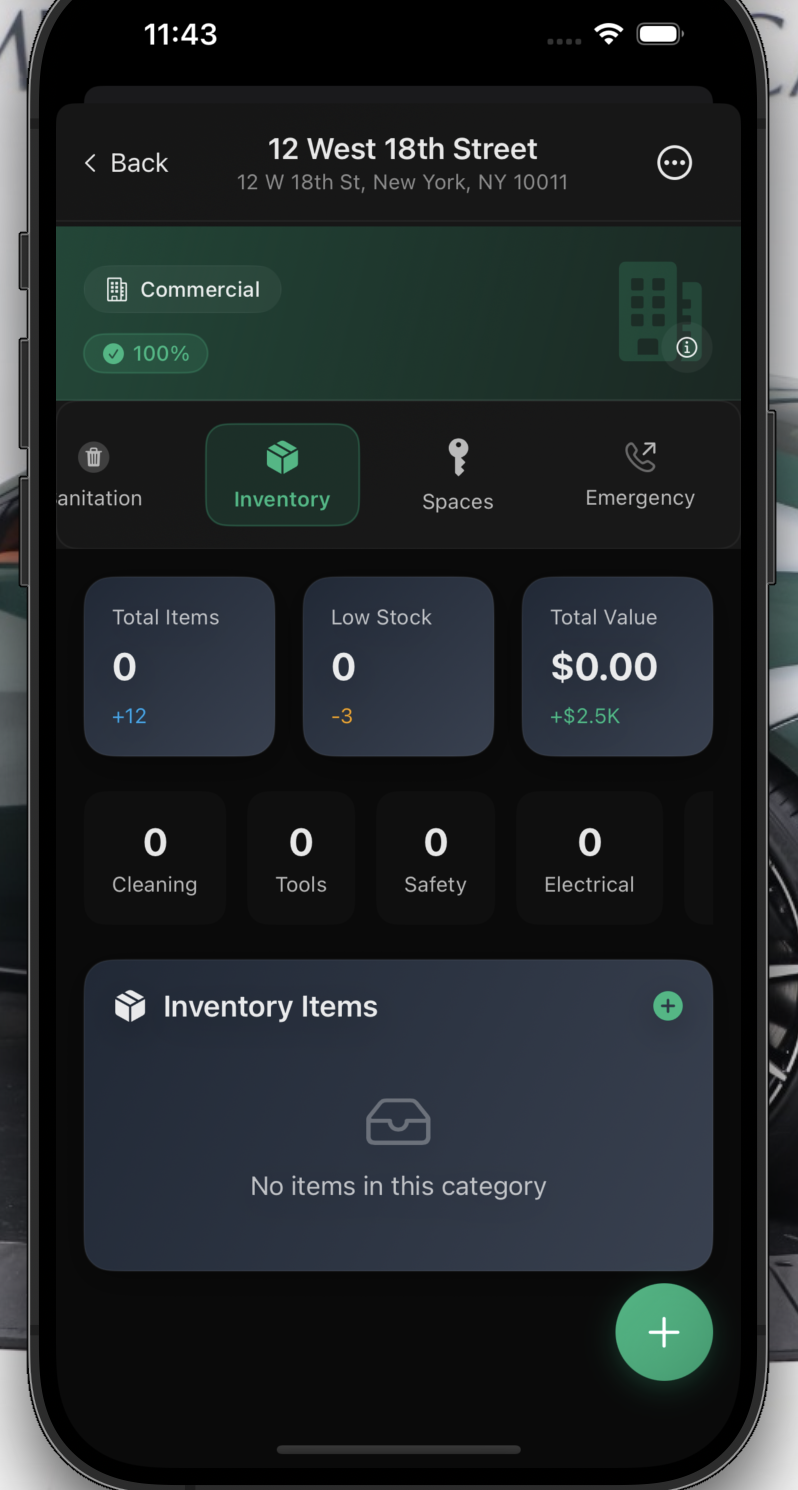 11:43
Back
12 West 18th Street
12 W 18th St, New York, NY 10011
Commercial
100%
anitation
Inventory
Spaces
Emergency
Total Items
0
+12
Low Stock
0
-3
Total Value
$0.00
+$2.5K
0
Cleaning
0
Tools
0
Safety
0
Electrical
Inventory Items
No items in this category